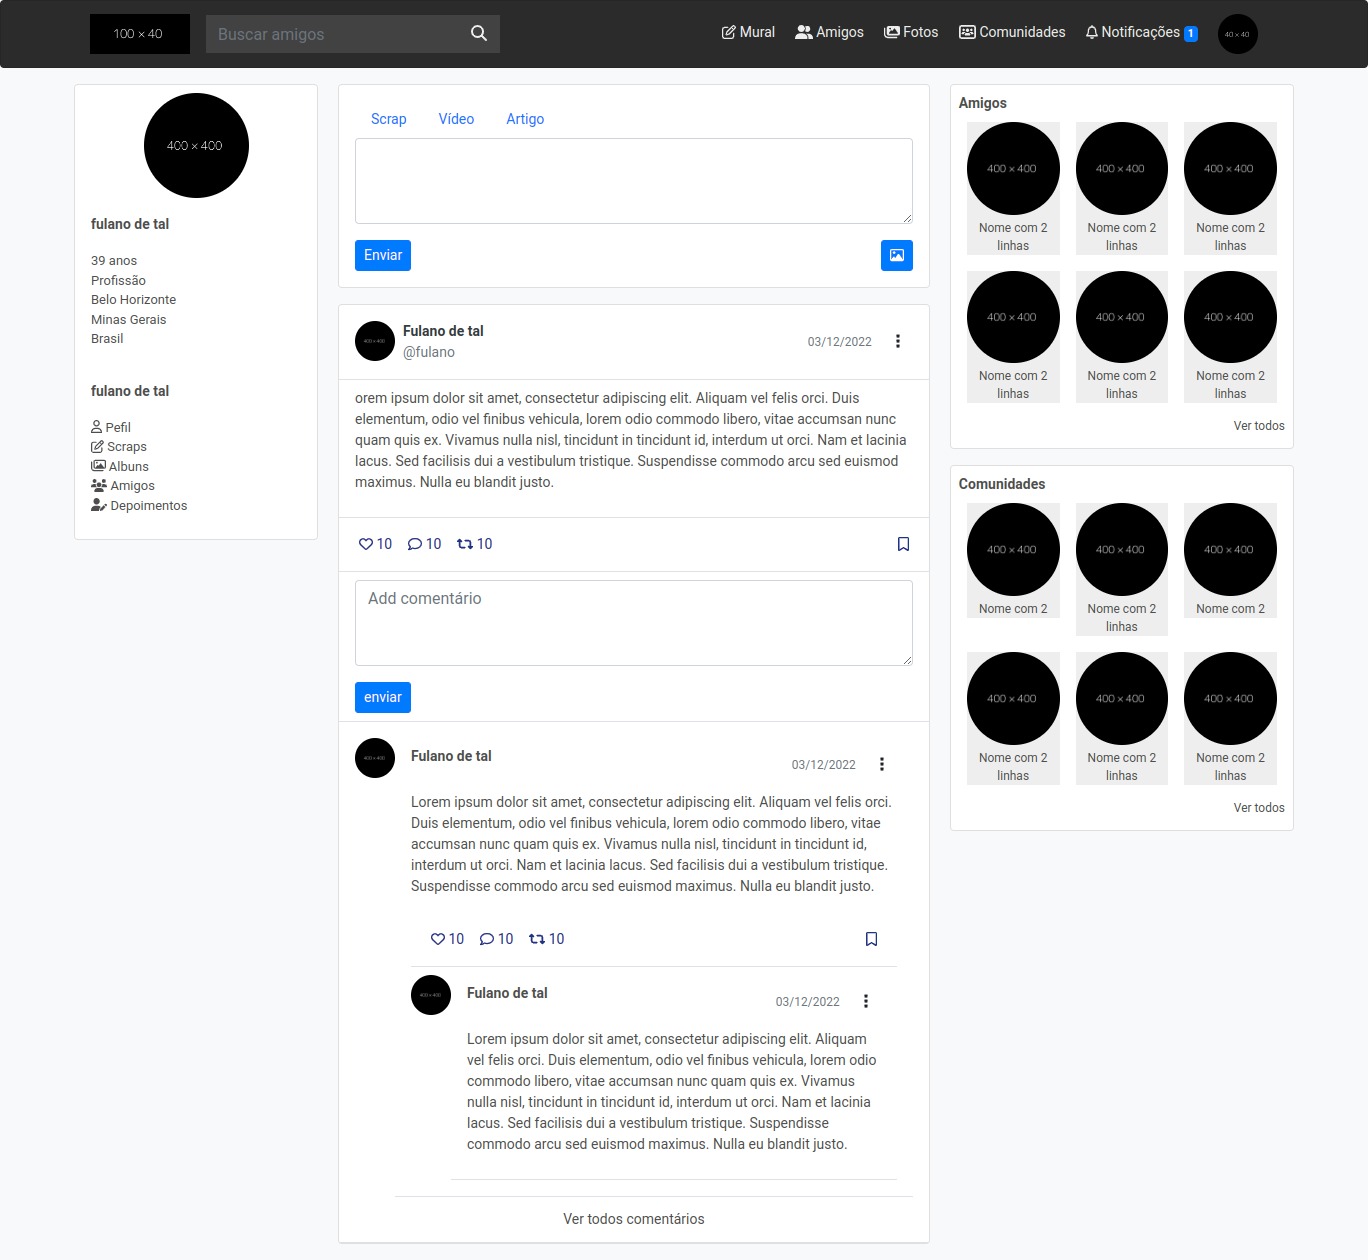 100 × 40
Buscar amigos
Mural
Amigos
Fotos
Comunidades
Notificações 1
40 × 40
400 × 400
fulano de tal
39 anos
Profissão
Belo Horizonte
Minas Gerais
Brasil
fulano de tal
Pefil
Scraps
Albuns
Amigos
Depoimentos
Scrap
Vídeo
Artigo
Enviar
400 × 400
Fulano de tal
@fulano
03/12/2022
orem ipsum dolor sit amet, consectetur adipiscing elit. Aliquam vel felis orci. Duis
elementum, odio vel finibus vehicula, lorem odio commodo libero, vitae accumsan nunc
quam quis ex. Vivamus nulla nisl, tincidunt in tincidunt id, interdum ut orci. Nam et lacinia
lacus. Sed facilisis dui a vestibulum tristique. Suspendisse commodo arcu sed euismod
maximus. Nulla eu blandit justo.
10
10
10
Add comentário
enviar
400 × 400
Fulano de tal
03/12/2022
Lorem ipsum dolor sit amet, consectetur adipiscing elit. Aliquam vel felis orci.
Duis elementum, odio vel finibus vehicula, lorem odio commodo libero, vitae
accumsan nunc quam quis ex. Vivamus nulla nisl, tincidunt in tincidunt id,
interdum ut orci. Nam et lacinia lacus. Sed facilisis dui a vestibulum tristique.
Suspendisse commodo arcu sed euismod maximus. Nulla eu blandit justo.
10
10
10
400 × 400
Fulano de tal
03/12/2022
Lorem ipsum dolor sit amet, consectetur adipiscing elit. Aliquam
vel felis orci. Duis elementum, odio vel finibus vehicula, lorem odio
commodo libero, vitae accumsan nunc quam quis ex. Vivamus
nulla nisl, tincidunt in tincidunt id, interdum ut orci. Nam et lacinia
lacus. Sed facilisis dui a vestibulum tristique. Suspendisse
commodo arcu sed euismod maximus. Nulla eu blandit justo.
Ver todos comentários
Amigos
400 × 400
Nome com 2
linhas
400 × 400
Nome com 2
linhas
400 × 400
Nome com 2
linhas
400 × 400
Nome com 2
linhas
400 × 400
Nome com 2
linhas
400 × 400
Nome com 2
linhas
Ver todos
Comunidades
400 × 400
Nome com 2
400 × 400
Nome com 2
linhas
400 × 400
Nome com 2
400 × 400
Nome com 2
linhas
400 × 400
Nome com 2
linhas
400 × 400
Nome com 2
linhas
Ver todos